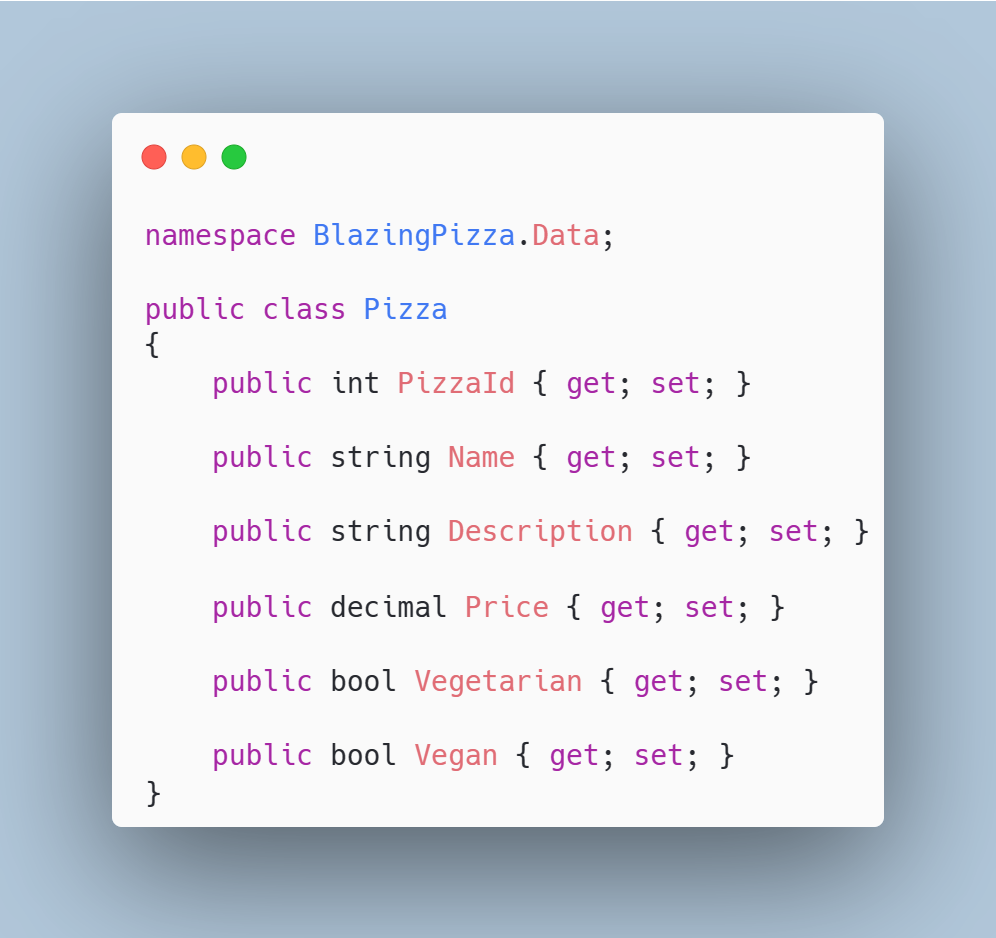 namespace BlazingPizza.Data;
public class Pizza
{
    public int PizzaId { get; set; }
    public string Name { get; set; }
    public string Description { get; set; }
    public decimal Price { get; set; }
    public bool Vegetarian { get; set; }
    public bool Vegan { get; set; }
}